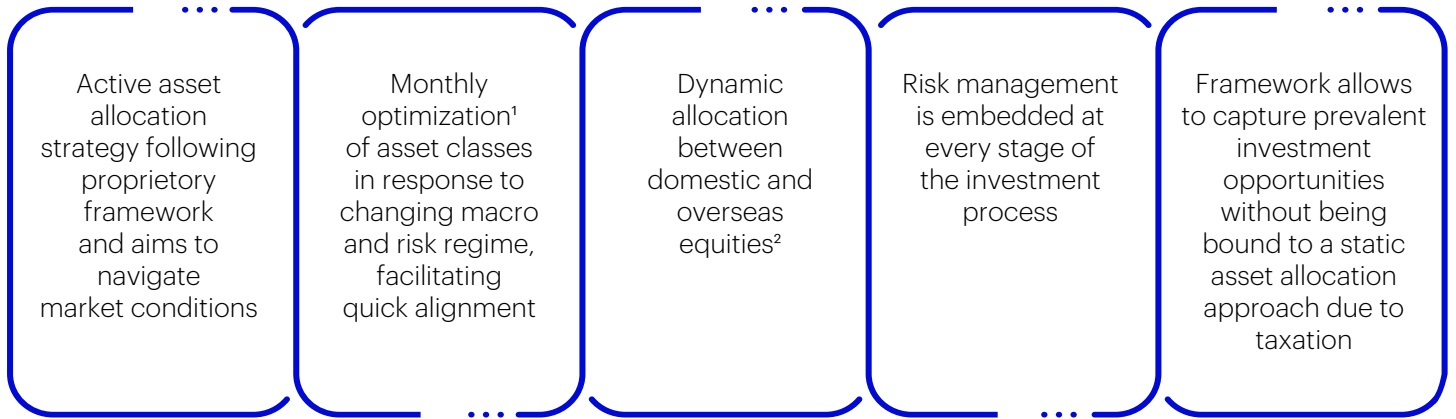 Active asset
allocation
strategy following
proprietory
framework
and aims to
navigate
market conditions
Monthly
optimization¹
of asset classes
in response to
changing macro
and risk regime,
facilitating
quick alignment
Dynamic
allocation
between
domestic and
overseas
equities²
Risk management
is embedded at
every stage of
the investment
process
Framework allows
to capture prevalent
investment
opportunities
without being
bound to a static
asset allocation
approach due to
taxation